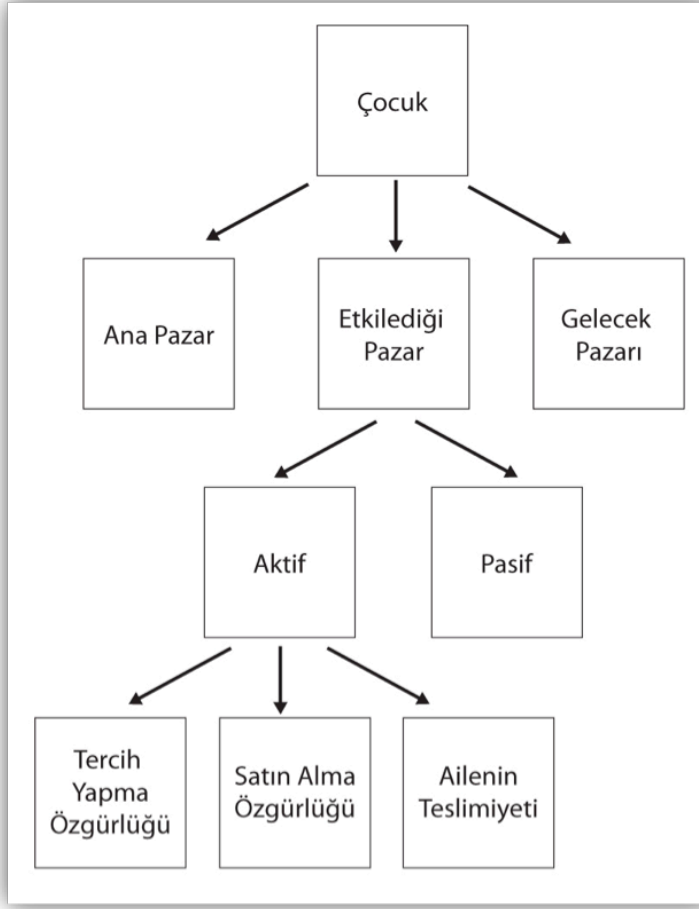 Çocuk
Ana Pazar
Etkilediği
Pazar
Gelecek
Pazarı
Aktif
Pasif
Tercih
Yapma
Özgürlüğü
Satın Alma
Özgürlüğü
Ailenin
Teslimiyeti